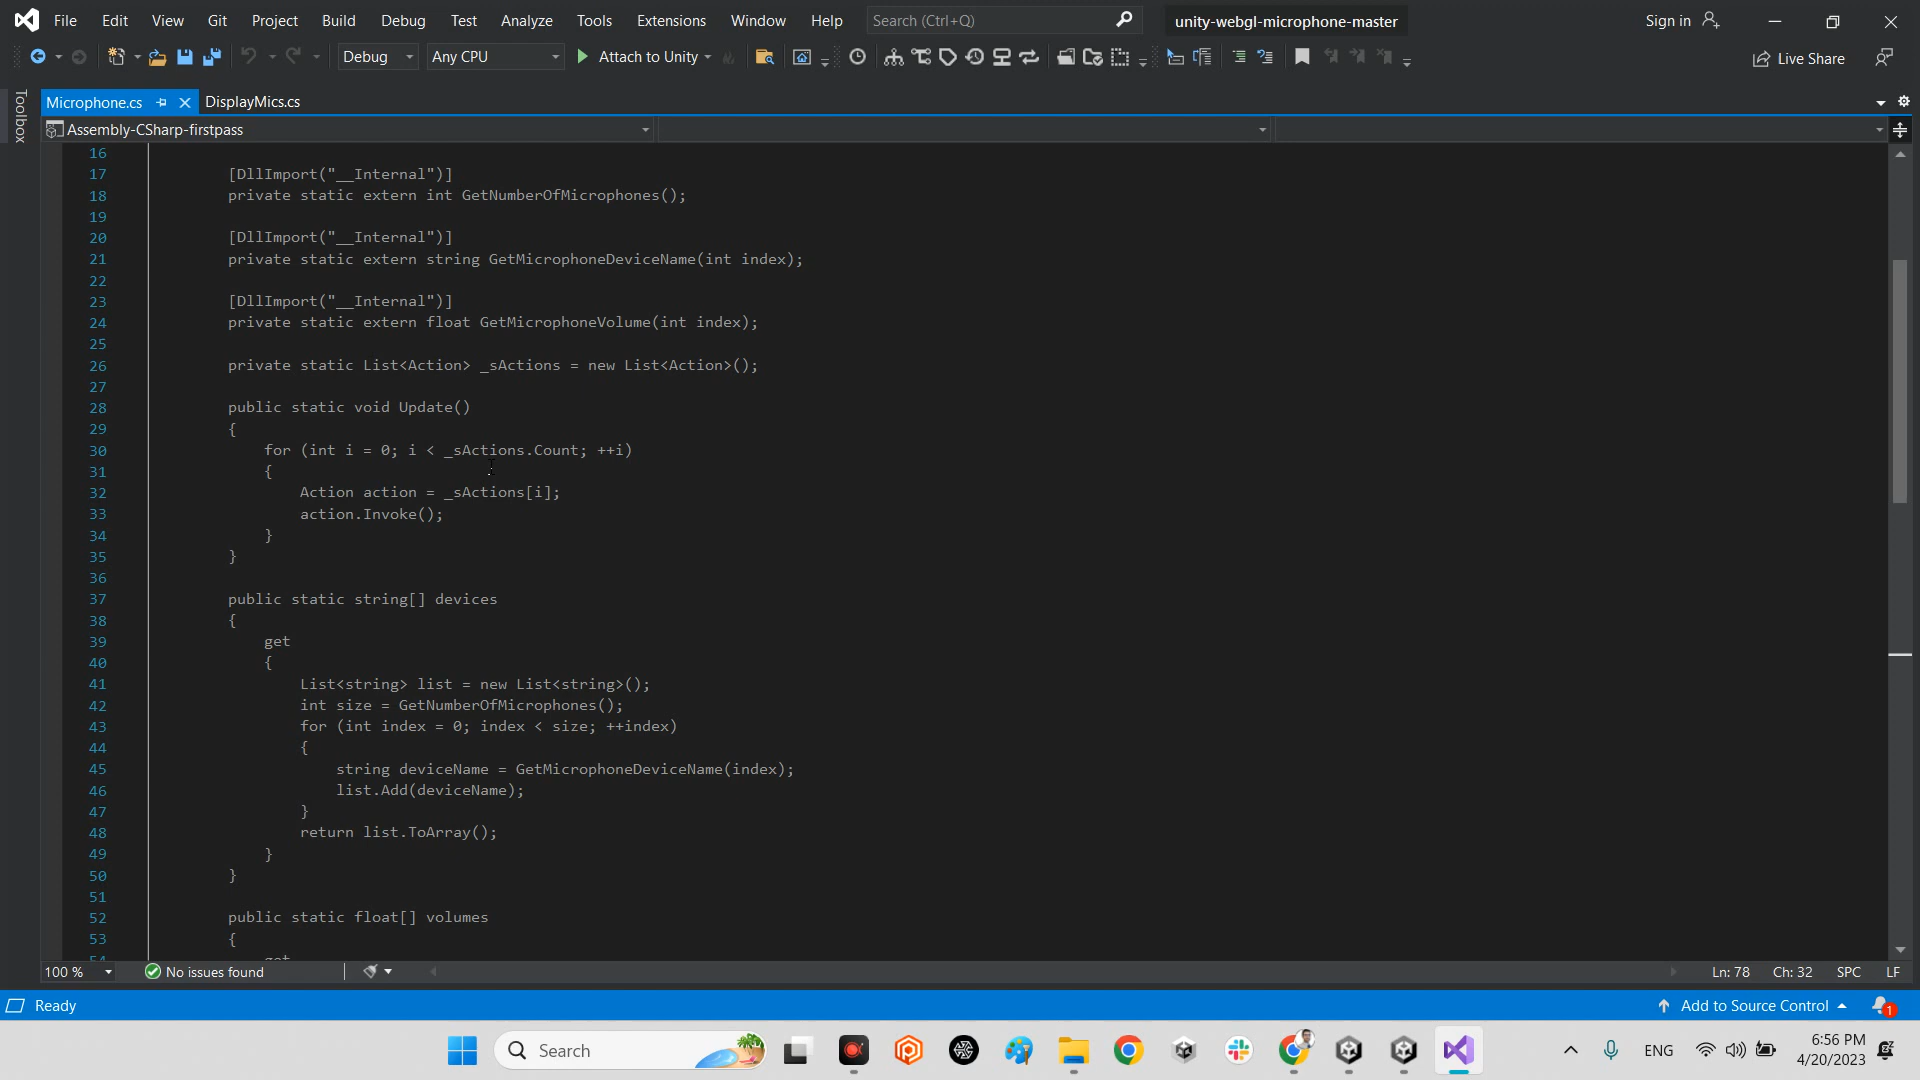 File Edit View Git Project Build Debug Test Analyze Tools Extensions Window Help Search (Ctrl+Q) unity-webgl-microphone-master Sign in
Debug Any CPU Attach to Unity Live Share
Toolbox
Microphone.cs DisplayMics.cs
Assembly-CSharp-firstpass
16
17 [DllImport("__Internal")]
18 private static extern int GetNumberOfMicrophones();
19
20 [DllImport("__Internal")]
21 private static extern string GetMicrophoneDeviceName(int index);
22
23 [DllImport("__Internal")]
24 private static extern float GetMicrophoneVolume(int index);
25
26 private static List<Action> _sActions = new List<Action>();
27
28 public static void Update()
29 {
30 for (int i = 0; i < _sActions.Count; ++i)
31 {
32 Action action = _sActions[i];
33 action.Invoke();
34 }
35 }
36
37 public static string[] devices
38 {
39 get
40 {
41 List<string> list = new List<string>();
42 int size = GetNumberOfMicrophones();
43 for (int index = 0; index < size; ++index)
44 {
45 string deviceName = GetMicrophoneDeviceName(index);
46 list.Add(deviceName);
47 }
48 return list.ToArray();
49 }
50 }
51
52 public static float[] volumes
53 {
54 get
100 % No issues found Ln: 78 Ch: 32 SPC LF
Ready Add to Source Control 1
Search ENG 6:56 PM
4/20/2023